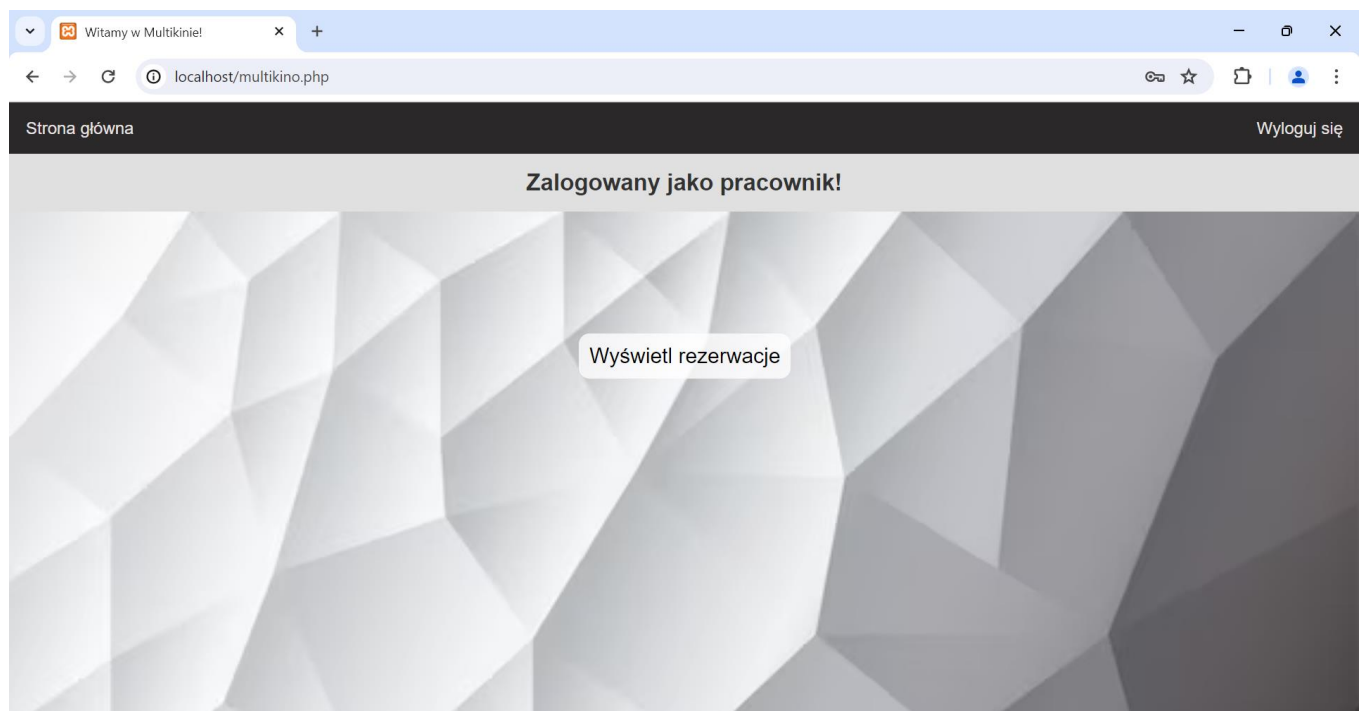 Witamy w Multikinie!
localhost/multikino.php
Strona główna
Wyloguj się
Zalogowany jako pracownik!
Wyświetl rezerwacje